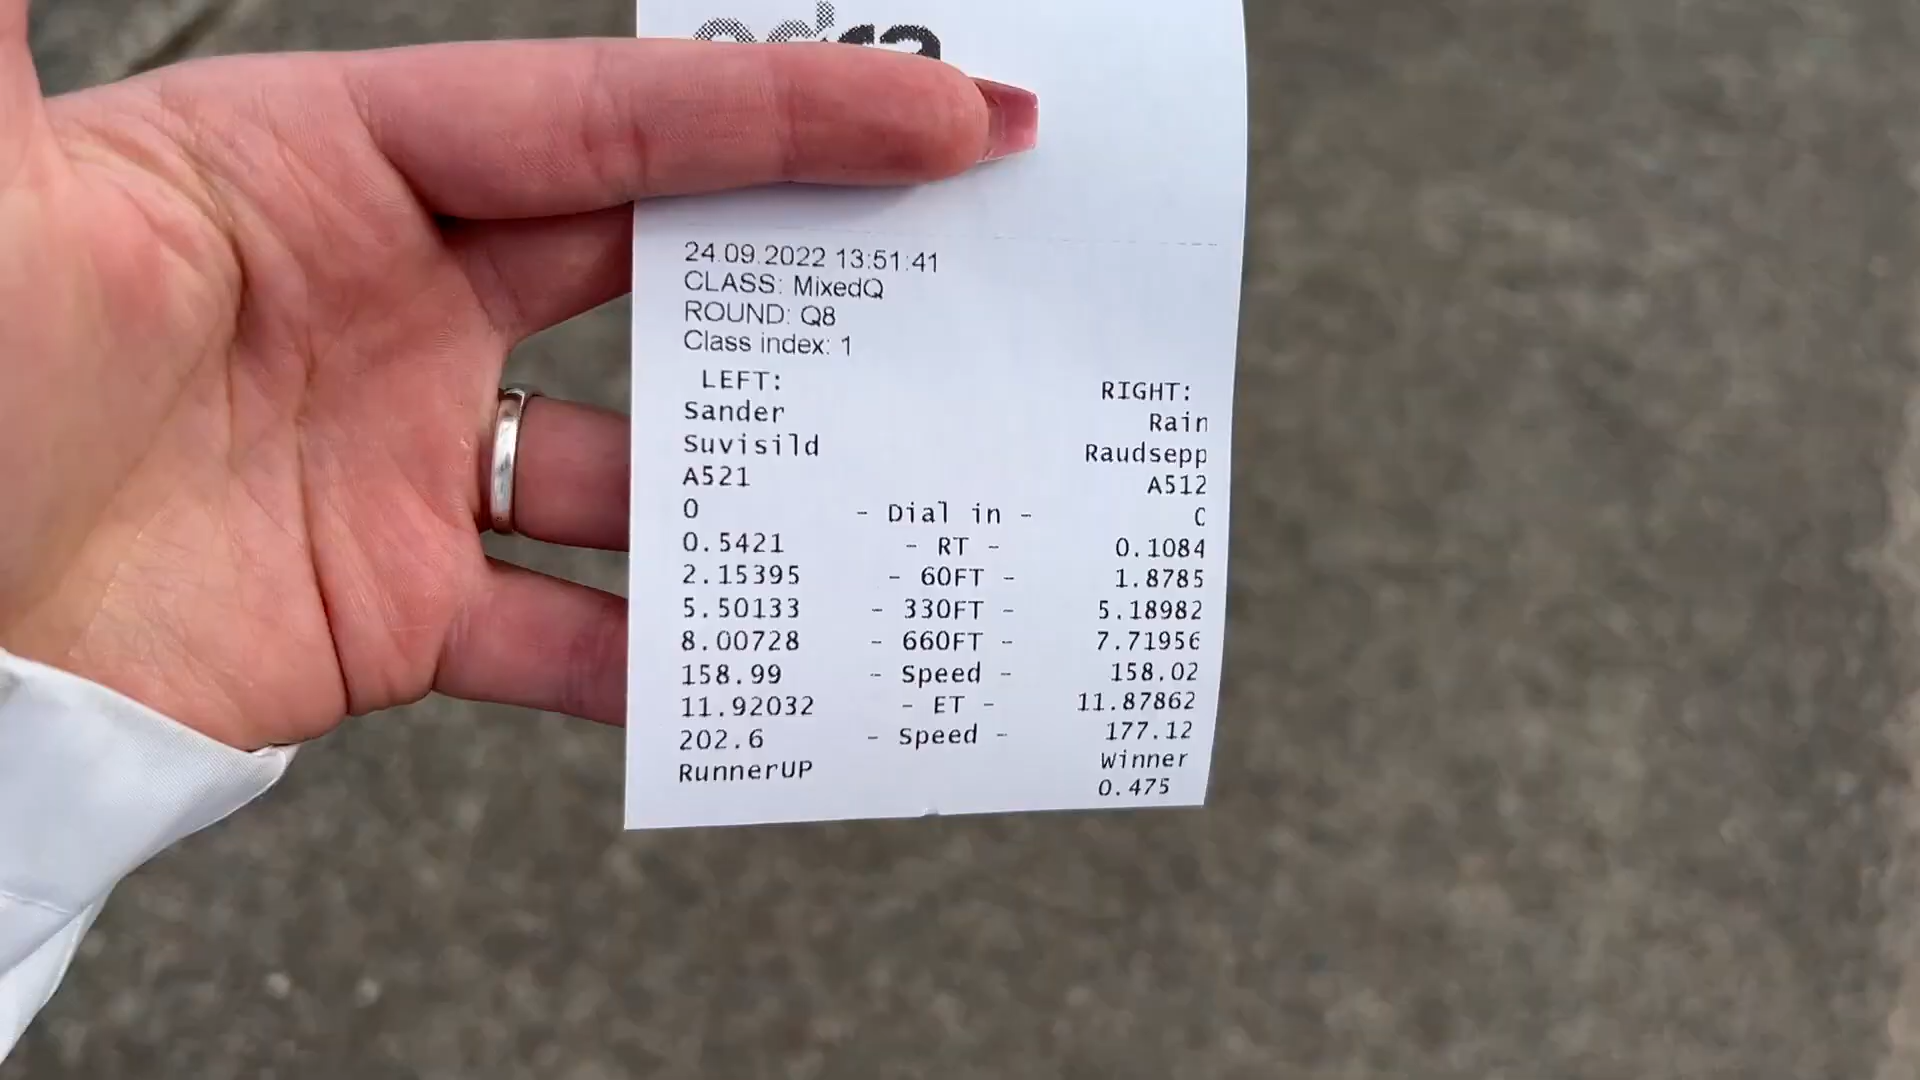 24.09.2022 13:51:41
CLASS: MixedQ
ROUND: Q8
Class index: 1
LEFT: RIGHT:
Sander Rain
Suvisild Raudsepp
A521 A512
0 - Dial in -
0.5421 - RT - 0.1084
2.15395 - 60FT - 1.8785
5.50133 - 330FT - 5.18982
8.00728 - 660FT -
158.99 - Speed - 158.02
11.92032 - ET - 11.87862
202.6 - Speed - 177.12
RunnerUP Winner
0.475